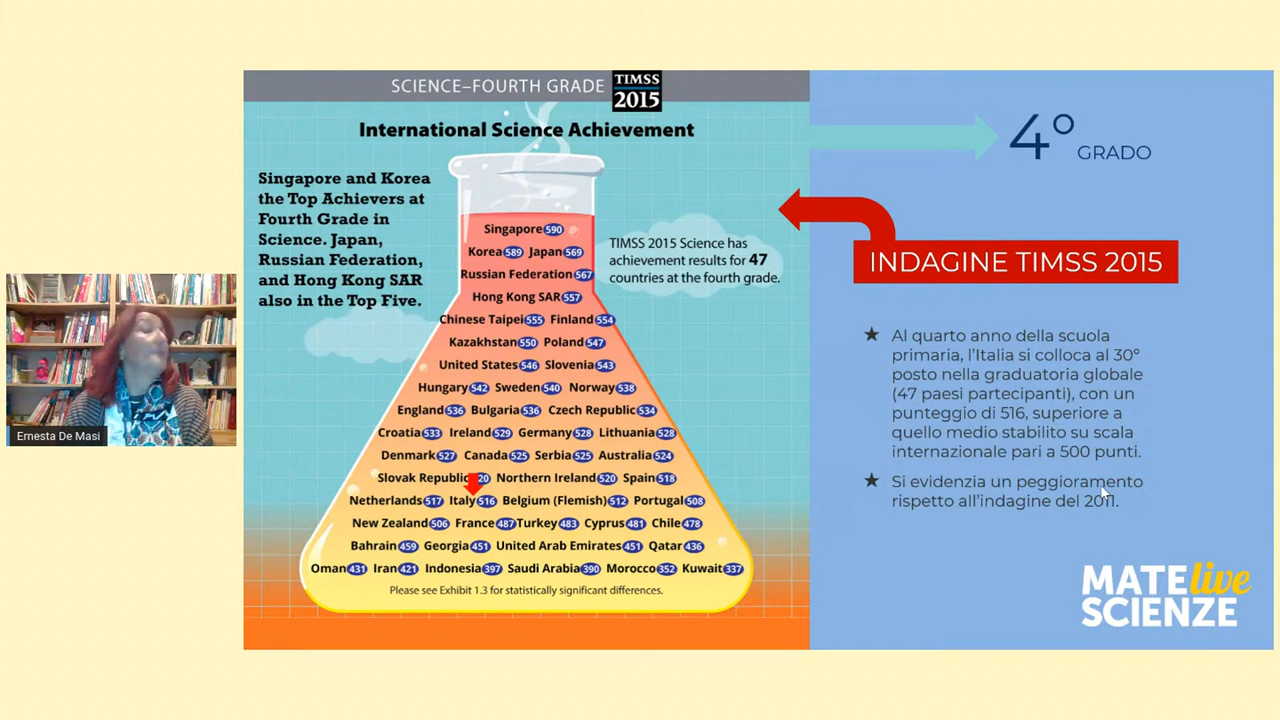 SCIENCE–FOURTH GRADE
TIMSS
2015
International Science Achievement
Singapore and Korea
the Top Achievers at
Fourth Grade in
Science. Japan,
Russian Federation,
and Hong Kong SAR
also in the Top Five.
TIMSS 2015 Science has
achievement results for 47
countries at the fourth grade.
Singapore 590
Korea 589 Japan 569
Russian Federation 567
Hong Kong SAR 557
Chinese Taipei 555 Finland 554
Kazakhstan 550 Poland 547
United States 546 Slovenia 543
Hungary 542 Sweden 540 Norway 538
England 536 Bulgaria 536 Czech Republic 534
Croatia 533 Ireland 529 Germany 528 Lithuania 528
Denmark 527 Canada 525 Serbia 525 Australia 524
Slovak Republic 20 Northern Ireland 520 Spain 518
Netherlands 517 Italy 516 Belgium (Flemish) 512 Portugal 508
New Zealand 506 France 487 Turkey 483 Cyprus 481 Chile 478
Bahrain 459 Georgia 451 United Arab Emirates 451 Qatar 436
Oman 431 Iran 421 Indonesia 397 Saudi Arabia 390 Morocco 352 Kuwait 337
Please see Exhibit 1.3 for statistically significant differences.
4° GRADO
INDAGINE TIMSS 2015
★ Al quarto anno della scuola
primaria, l'Italia si colloca al 30°
posto nella graduatoria globale
(47 paesi partecipanti), con un
punteggio di 516, superiore a
quello medio stabilito su scala
internazionale pari a 500 punti.
★ Si evidenzia un peggioramento
rispetto all'indagine del 2011.
MATE live
SCIENZE
Ernesta De Masi